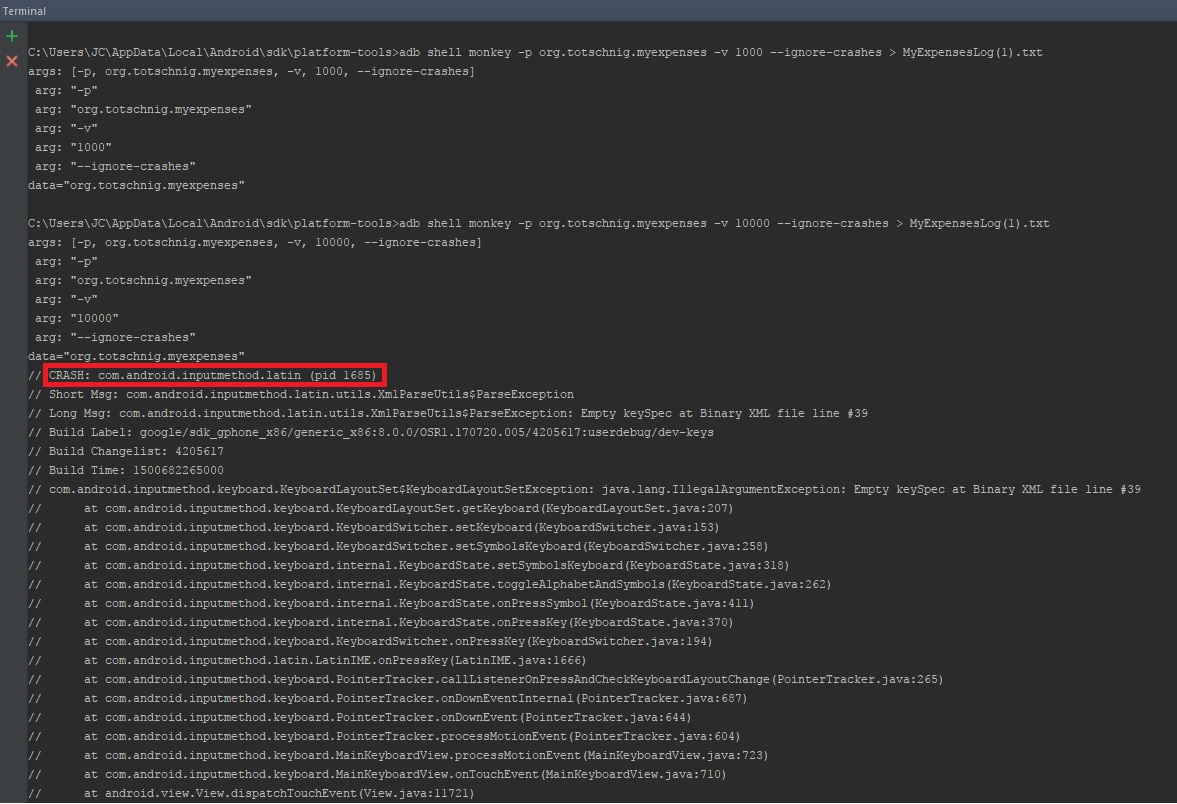 Terminal
C:\Users\JC\AppData\Local\Android\sdk\platform-tools>adb shell monkey -p org.totschnig.myexpenses -v 1000 --ignore-crashes > MyExpensesLog(1).txt
args: [-p, org.totschnig.myexpenses, -v, 1000, --ignore-crashes]
 arg: "-p"
 arg: "org.totschnig.myexpenses"
 arg: "-v"
 arg: "1000"
 arg: "--ignore-crashes"
data="org.totschnig.myexpenses"
C:\Users\JC\AppData\Local\Android\sdk\platform-tools>adb shell monkey -p org.totschnig.myexpenses -v 10000 --ignore-crashes > MyExpensesLog(1).txt
args: [-p, org.totschnig.myexpenses, -v, 10000, --ignore-crashes]
 arg: "-p"
 arg: "org.totschnig.myexpenses"
 arg: "-v"
 arg: "10000"
 arg: "--ignore-crashes"
data="org.totschnig.myexpenses"
// CRASH: com.android.inputmethod.latin (pid 1685)
// Short Msg: com.android.inputmethod.latin.utils.XmlParseUtils$ParseException
// Long Msg: com.android.inputmethod.latin.utils.XmlParseUtils$ParseException: Empty keySpec at Binary XML file line #39
// Build Label: google/sdk_gphone_x86/generic_x86:8.0.0/OSR1.170720.005/4205617:userdebug/dev-keys
// Build Changelist: 4205617
// Build Time: 1500682265000
// com.android.inputmethod.keyboard.KeyboardLayoutSet$KeyboardLayoutSetException: java.lang.IllegalArgumentException: Empty keySpec at Binary XML file line #39
//      at com.android.inputmethod.keyboard.KeyboardLayoutSet.getKeyboard(KeyboardLayoutSet.java:207)
//      at com.android.inputmethod.keyboard.KeyboardSwitcher.setKeyboard(KeyboardSwitcher.java:153)
//      at com.android.inputmethod.keyboard.KeyboardSwitcher.setSymbolsKeyboard(KeyboardSwitcher.java:258)
//      at com.android.inputmethod.keyboard.internal.KeyboardState.setSymbolsKeyboard(KeyboardState.java:318)
//      at com.android.inputmethod.keyboard.internal.KeyboardState.toggleAlphabetAndSymbols(KeyboardState.java:262)
//      at com.android.inputmethod.keyboard.internal.KeyboardState.onPressSymbol(KeyboardState.java:411)
//      at com.android.inputmethod.keyboard.internal.KeyboardState.onPressKey(KeyboardState.java:370)
//      at com.android.inputmethod.keyboard.KeyboardSwitcher.onPressKey(KeyboardSwitcher.java:194)
//      at com.android.inputmethod.latin.LatinIME.onPressKey(LatinIME.java:1666)
//      at com.android.inputmethod.keyboard.PointerTracker.callListenerOnPressAndCheckKeyboardLayoutChange(PointerTracker.java:265)
//      at com.android.inputmethod.keyboard.PointerTracker.onDownEventInternal(PointerTracker.java:687)
//      at com.android.inputmethod.keyboard.PointerTracker.onDownEvent(PointerTracker.java:644)
//      at com.android.inputmethod.keyboard.PointerTracker.processMotionEvent(PointerTracker.java:604)
//      at com.android.inputmethod.keyboard.MainKeyboardView.processMotionEvent(MainKeyboardView.java:723)
//      at com.android.inputmethod.keyboard.MainKeyboardView.onTouchEvent(MainKeyboardView.java:710)
//      at android.view.View.dispatchTouchEvent(View.java:11721)